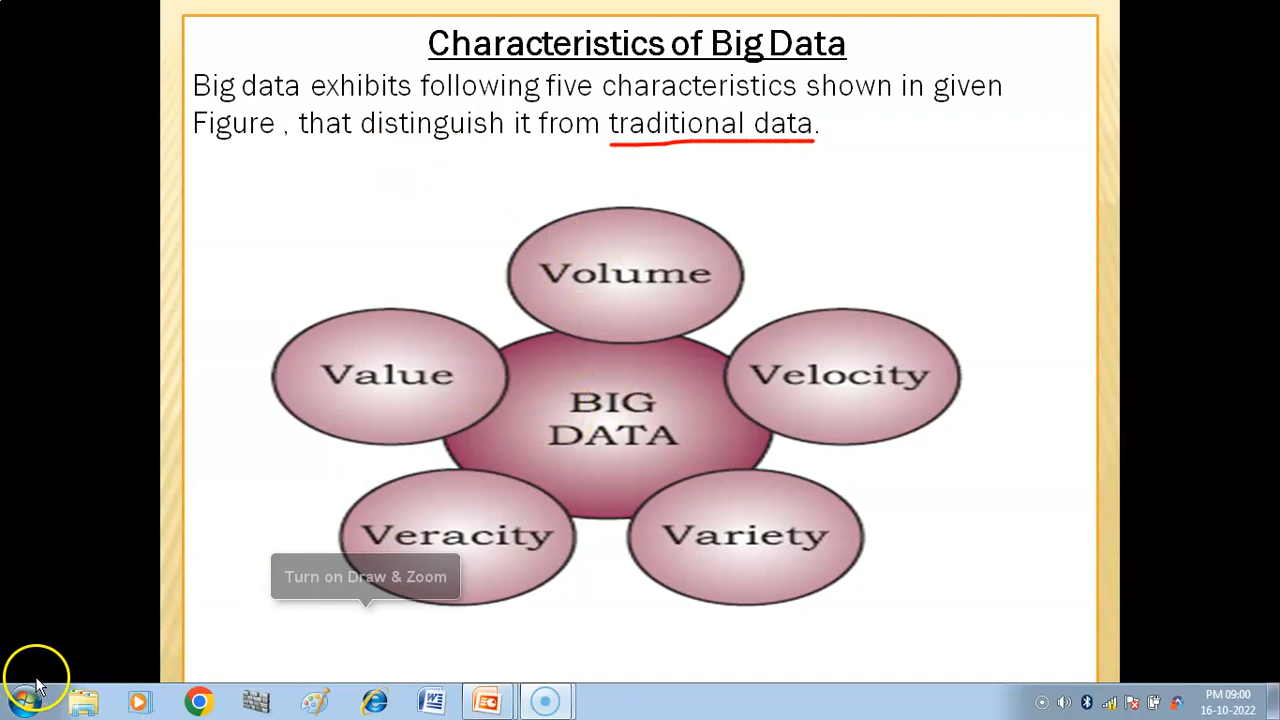 Characteristics of Big Data
Big data exhibits following five characteristics shown in given
Figure , that distinguish it from traditional data.
Volume
Value
Velocity
BIG
DATA
Veracity
Variety
Turn on Draw & Zoom
PM 09:00
16-10-2022